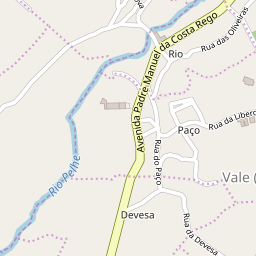 Rua das Oliveiras
Rio
Avenida Padre Manuel da Costa Rego
Paço
Rua da Liberd
Rua do Paço
Vale (
Rio Pelhe
Devesa
Rua da Devesa